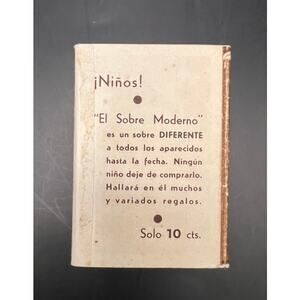 ¡Niños!
"El Sobre Moderno"
es un sobre DIFERENTE
a todos los aparecidos
hasta la fecha. Ningún
niño deje de comprarlo.
Hallará en él muchos
y variados regalos.
Solo 10 cts.